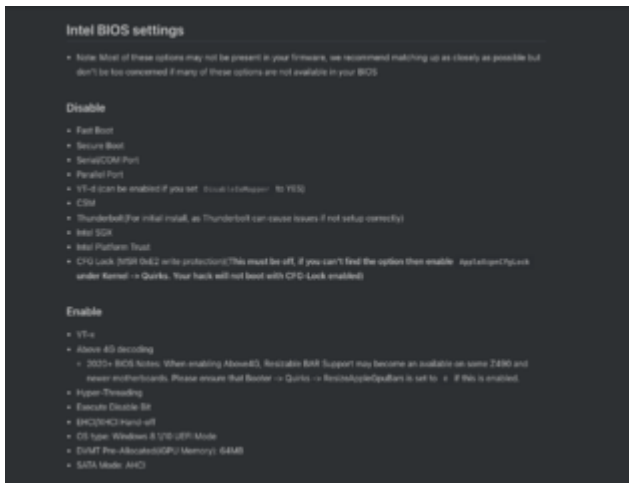 Intel BIOS settings
• Note: Most of these options may not be present in your firmware, we recommend matching up as closely as possible but
don't be too concerned if many of these options are not available in your BIOS
Disable
• Fast Boot
• Secure Boot
• Serial/COM Port
• Parallel Port
• VT-d (can be enabled if you set DisableIoMapper to YES)
• CSM
• Thunderbolt(For initial install, as Thunderbolt can cause issues if not setup correctly)
• Intel SGX
• Intel Platform Trust
• CFG Lock (MSR 0xE2 write protection)(This must be off, if you can't find the option then enable AppleXcpmCfgLock
under Kernel -> Quirks. Your hack will not boot with CFG-Lock enabled)
Enable
• VT-x
• Above 4G decoding
◦ 2020+ BIOS Notes: When enabling Above4G, Resizable BAR Support may become an available on some Z490 and
newer motherboards. Please ensure that Booter -> Quirks -> ResizeAppleGpuBars is set to 0 if this is enabled.
• Hyper-Threading
• Execute Disable Bit
• EHCI/XHCI Hand-off
• OS type: Windows 8.1/10 UEFI Mode
• DVMT Pre-Allocated(iGPU Memory): 64MB
• SATA Mode: AHCI